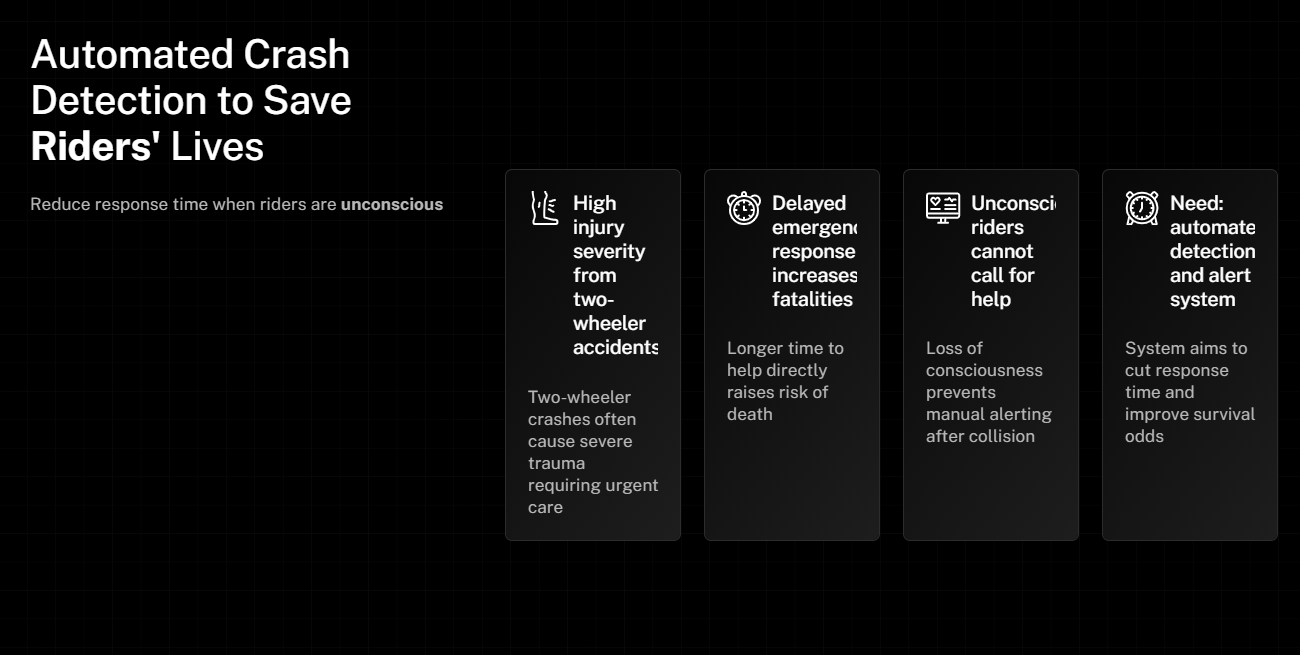 Automated Crash
Detection to Save
Riders' Lives
Reduce response time when riders are unconscious
High
injury
severity
from
two-
wheeler
accidents
Two-wheeler
crashes often
cause severe
trauma
requiring urgent
care
Delayed
emergenc
response
increases
fatalities
Longer time to
help directly
raises risk of
death
Unconsci
riders
cannot
call for
help
Loss of
consciousness
prevents
manual alerting
after collision
Need:
automate
detection
and alert
system
System aims to
cut response
time and
improve survival
odds